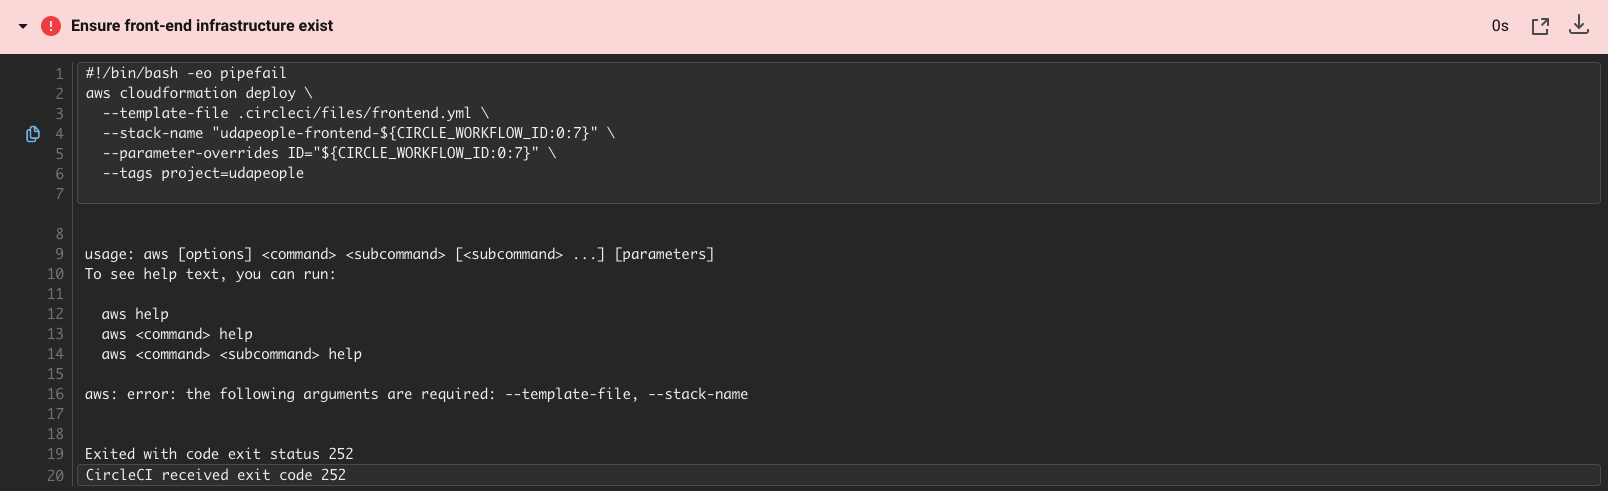 Ensure front-end infrastructure exist
0s
1 #!/bin/bash -eo pipefail
2 aws cloudformation deploy \
3   --template-file .circleci/files/frontend.yml \
4   --stack-name "udapeople-frontend-${CIRCLE_WORKFLOW_ID:0:7}" \
5   --parameter-overrides ID="${CIRCLE_WORKFLOW_ID:0:7}" \
6   --tags project=udapeople
7
8
9 usage: aws [options] <command> <subcommand> [<subcommand> ...] [parameters]
10 To see help text, you can run:
11
12   aws help
13   aws <command> help
14   aws <command> <subcommand> help
15
16 aws: error: the following arguments are required: --template-file, --stack-name
17
18
19 Exited with code exit status 252
20 CircleCI received exit code 252